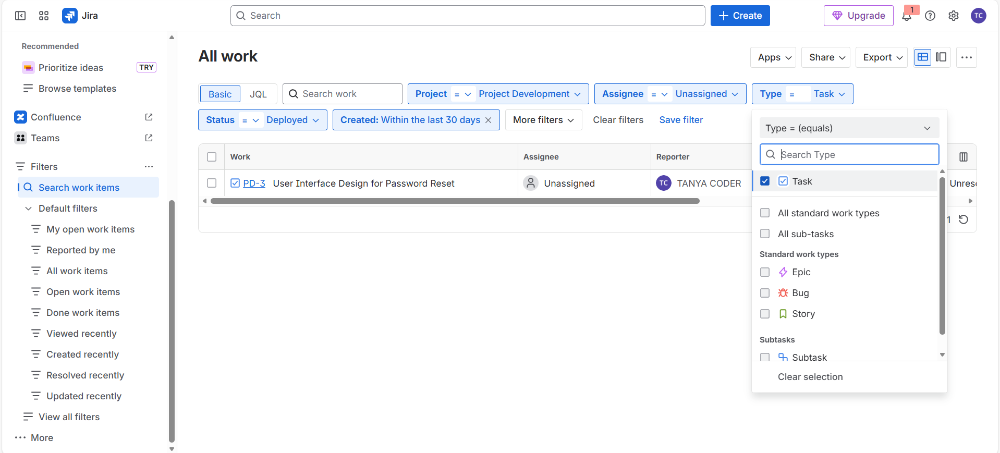 Jira
Search
Create
Upgrade
1
TC
Recommended
Prioritize ideas TRY
Browse templates
Confluence
Teams
Filters
Search work items
Default filters
My open work items
Reported by me
All work items
Open work items
Done work items
Viewed recently
Created recently
Resolved recently
Updated recently
View all filters
More
All work
Apps Share Export
Basic JQL Search work Project = Project Development Assignee = Unassigned Type = Task
Status = Deployed Created: Within the last 30 days More filters Clear filters Save filter
Work Assignee Reporter
PD-3 User Interface Design for Password Reset Unassigned TC TANYA CODER
1
Type = (equals)
Search Type
Task
All standard work types
All sub-tasks
Standard work types
Epic
Bug
Story
Subtasks
Subtask
Clear selection